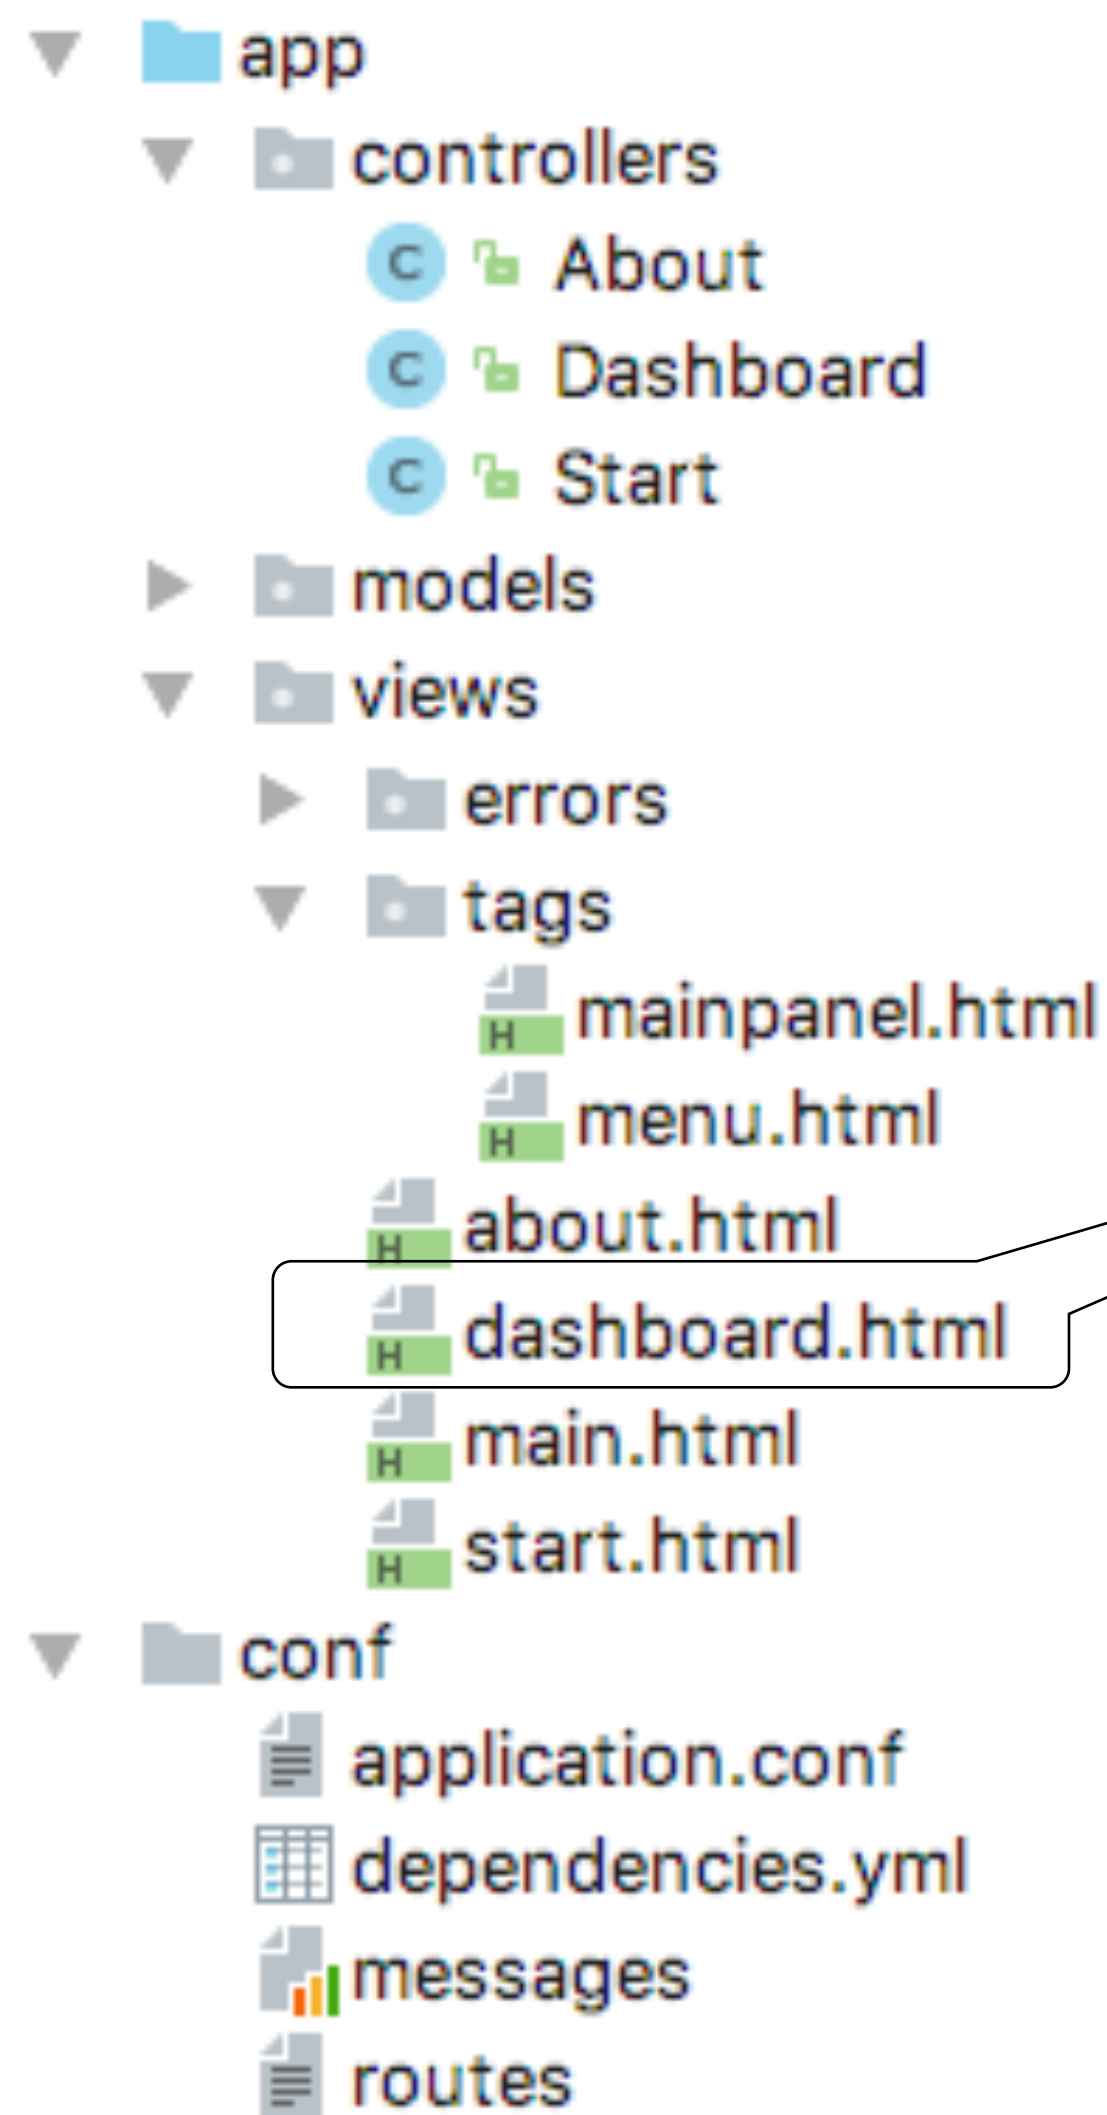 app
controllers
C About
C Dashboard
C Start
models
views
errors
tags
H mainpanel.html
H menu.html
H about.html
H dashboard.html
H main.html
H start.html
conf
application.conf
dependencies.yml
messages
routes